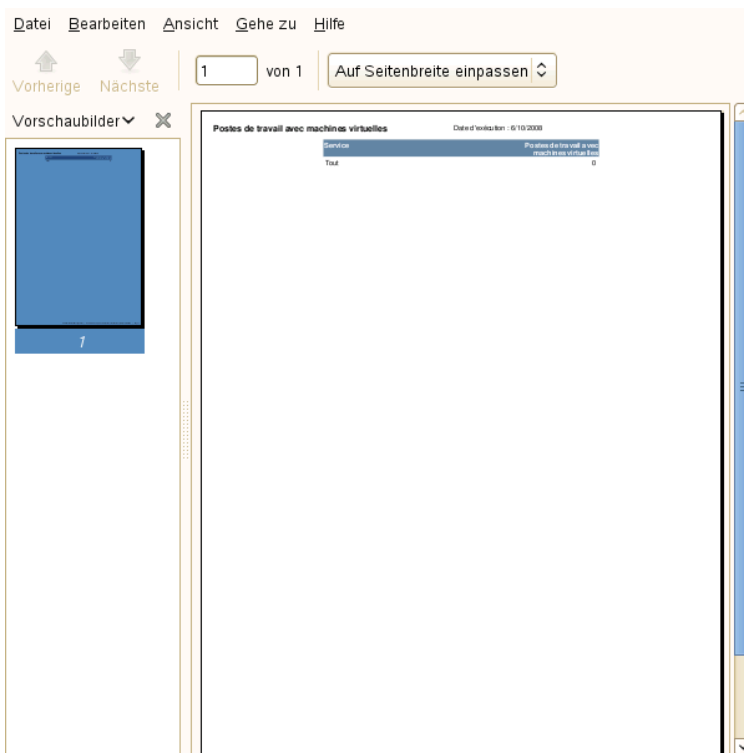 Datei Bearbeiten Ansicht Gehe zu Hilfe
Vorherige Nächste
1 von 1 Auf Seitenbreite einpassen
Vorschaubilder
Postes de travail avec machines virtuelles Date d'exécution : 6/10/2008
Service Postes de travail avec
machines virtuelles
Tout 0
1